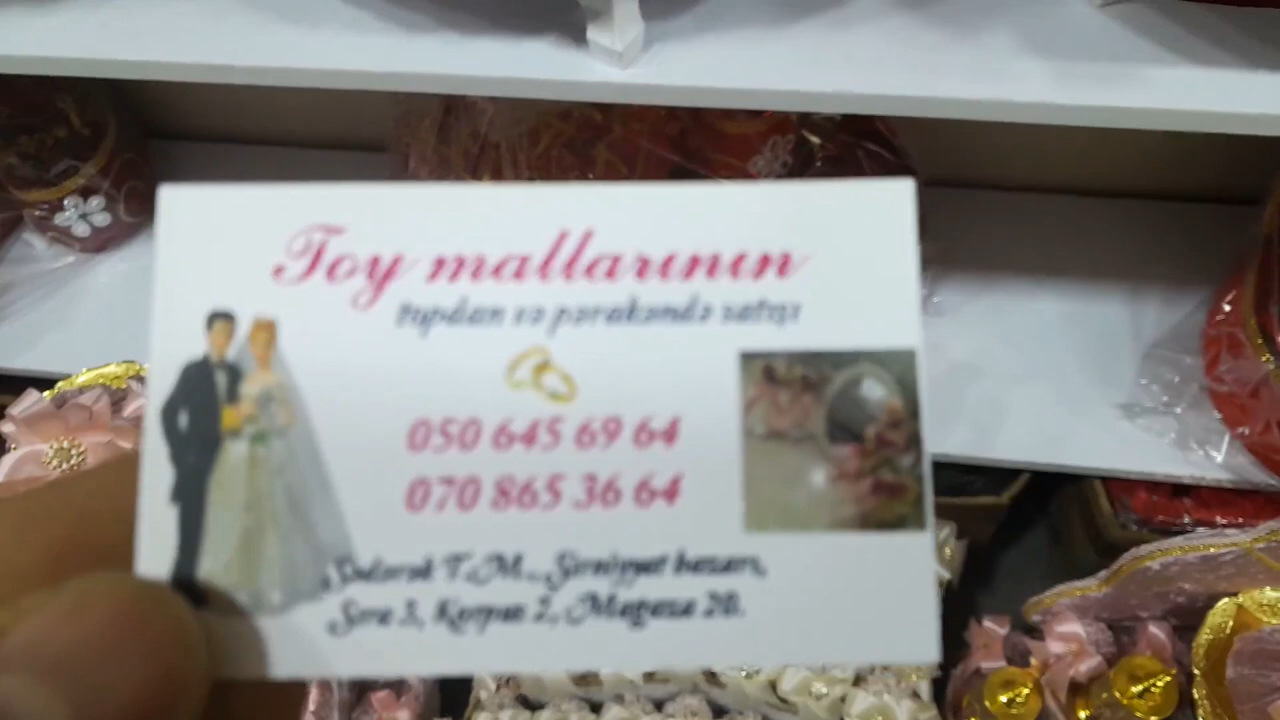 Toy mallarının
topdan və pərakəndə satışı
050 645 69 64
070 865 36 64
Sədərək T.M., Şirniyyat bazarı,
Sıra 3, Korpus 2, Mağaza 20.